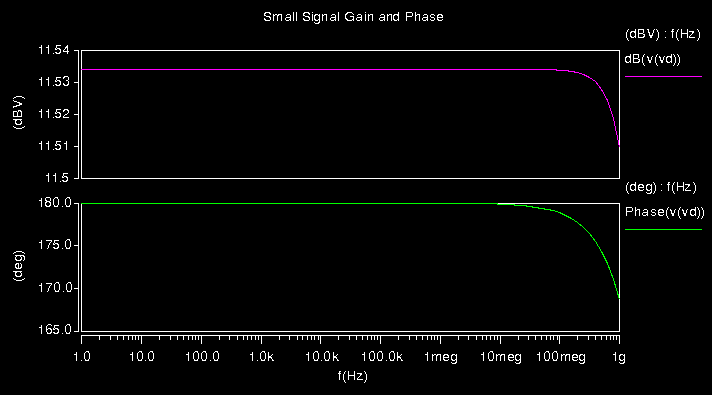 Small Signal Gain and Phase
(dBV) : f(Hz)
dB(v(vd))
11.54
11.53
11.52
11.51
11.5
(dBV)
(deg) : f(Hz)
Phase(v(vd))
180.0
175.0
170.0
165.0
(deg)
1.0 10.0 100.0 1.0k 10.0k 100.0k 1meg 10meg 100meg 1g
f(Hz)